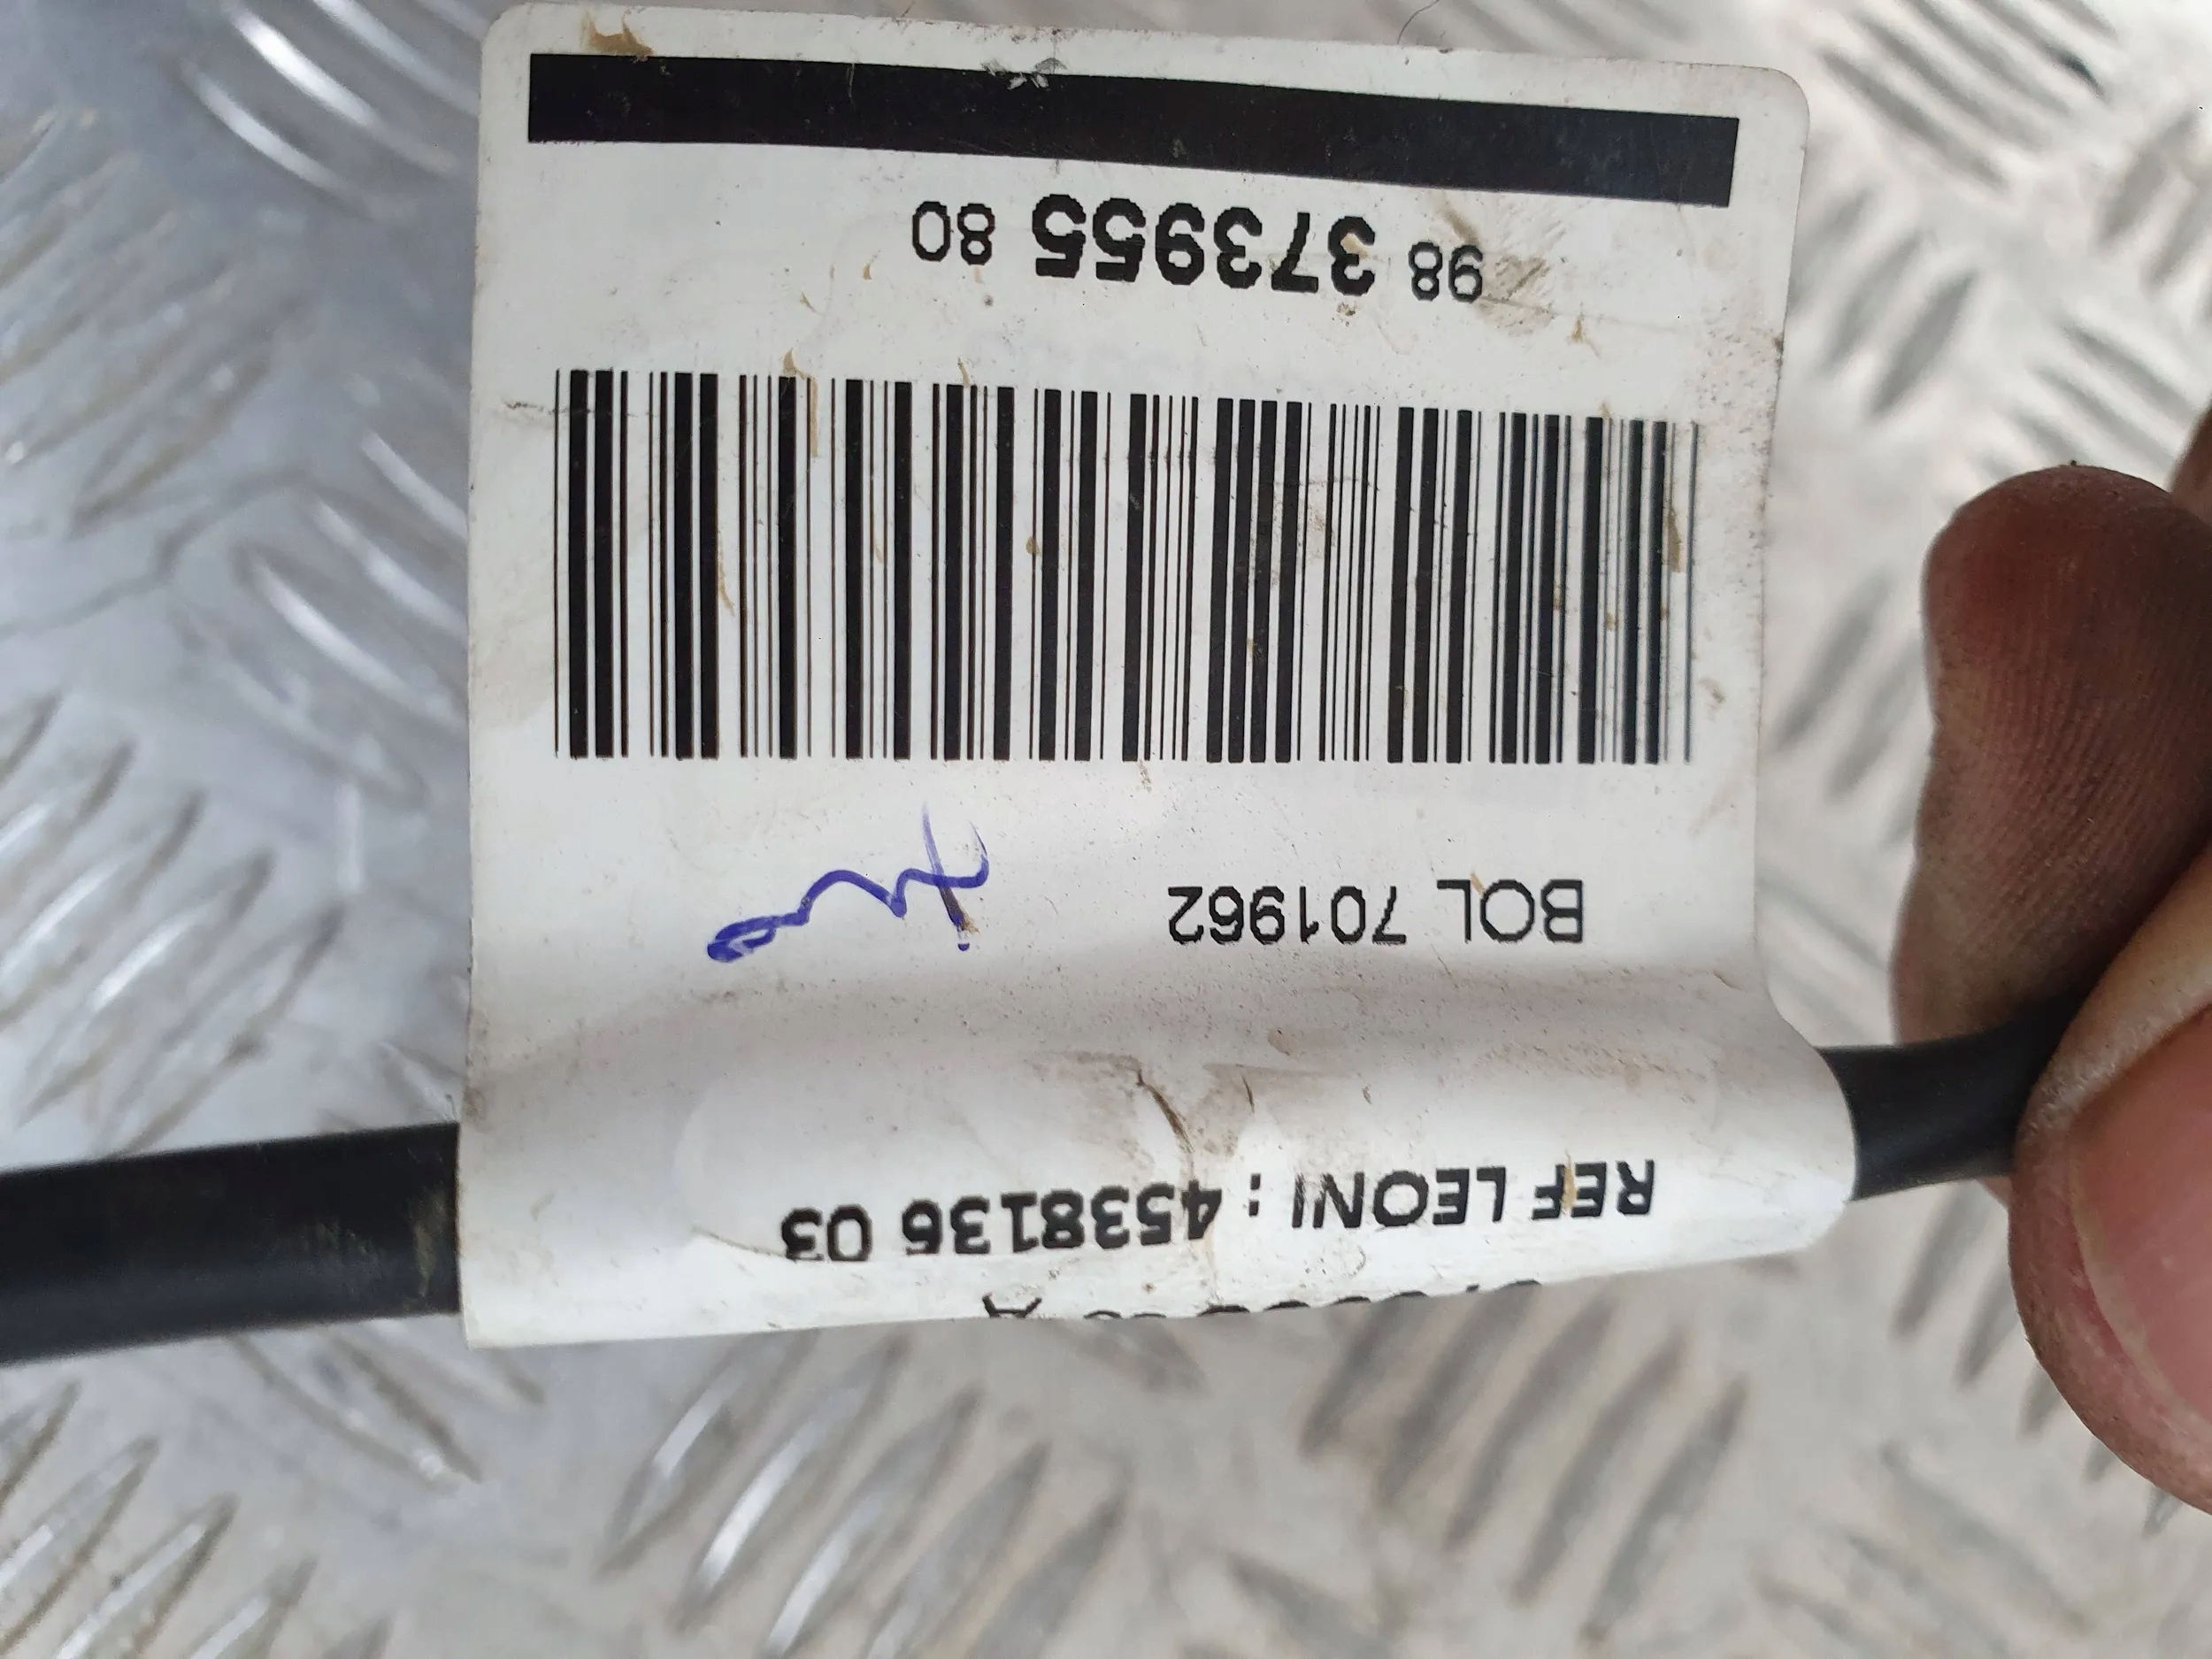 REF LEONI : 4538136 03
BOL 701962
98 373955 80